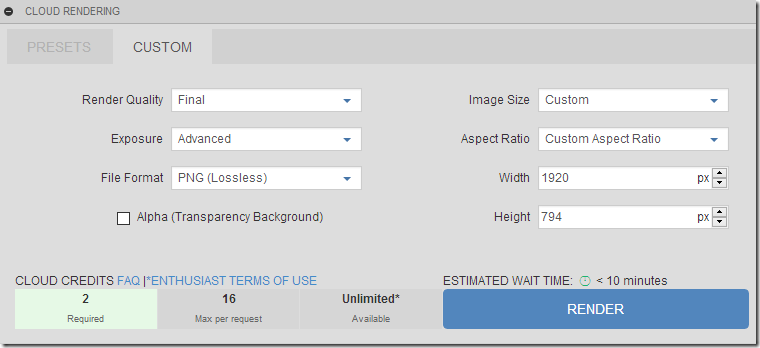 CLOUD RENDERING
PRESETS CUSTOM
Render Quality Final Image Size Custom
Exposure Advanced Aspect Ratio Custom Aspect Ratio
File Format PNG (Lossless) Width 1920 px
Alpha (Transparency Background) Height 794 px
CLOUD CREDITS FAQ |*ENTHUSIAST TERMS OF USE ESTIMATED WAIT TIME: < 10 minutes
2 16 Unlimited* RENDER
Required Max per request Available